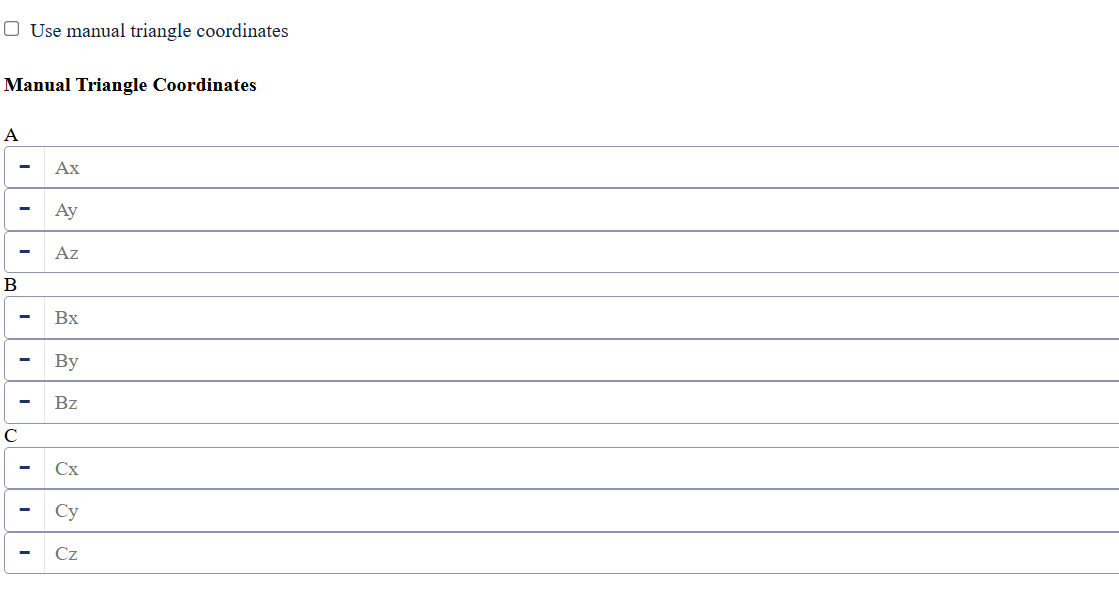 Use manual triangle coordinates
Manual Triangle Coordinates
A
Ax
Ay
Az
B
Bx
By
Bz
C
Cx
Cy
Cz